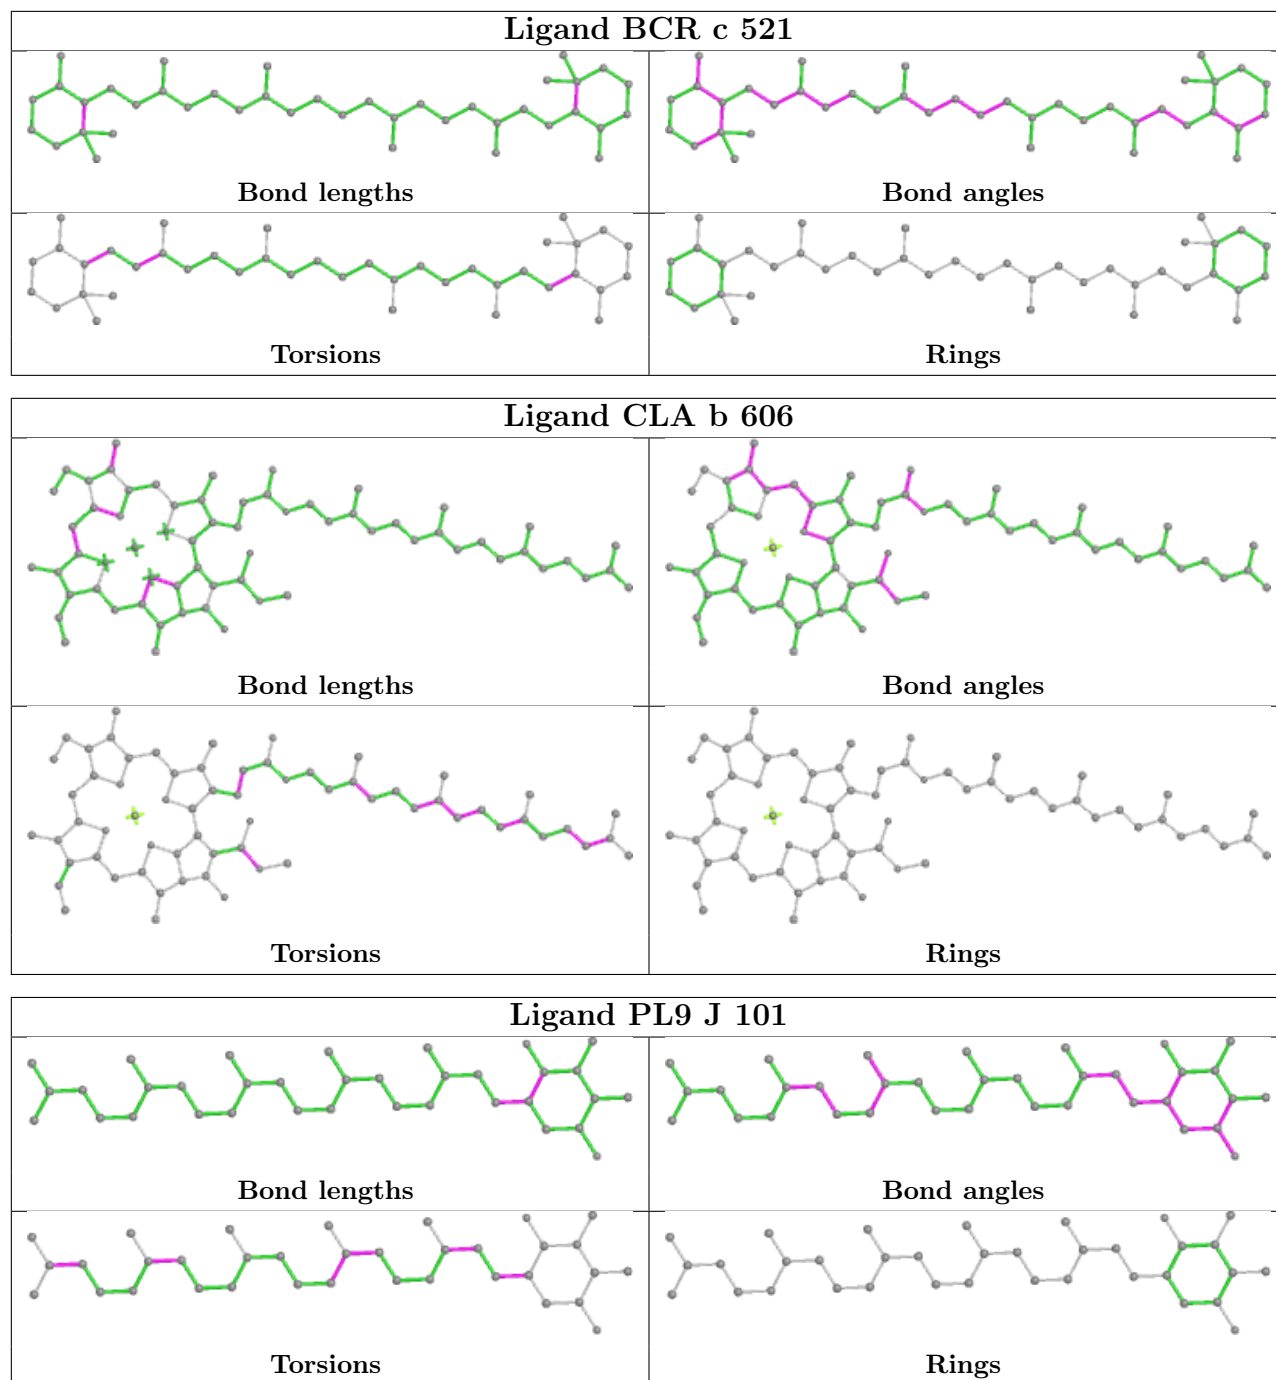 Ligand BCR c 521
Bond lengths
Bond angles
Torsions
Rings
Ligand CLA b 606
Bond lengths
Bond angles
Torsions
Rings
Ligand PL9 J 101
Bond lengths
Bond angles
Torsions
Rings